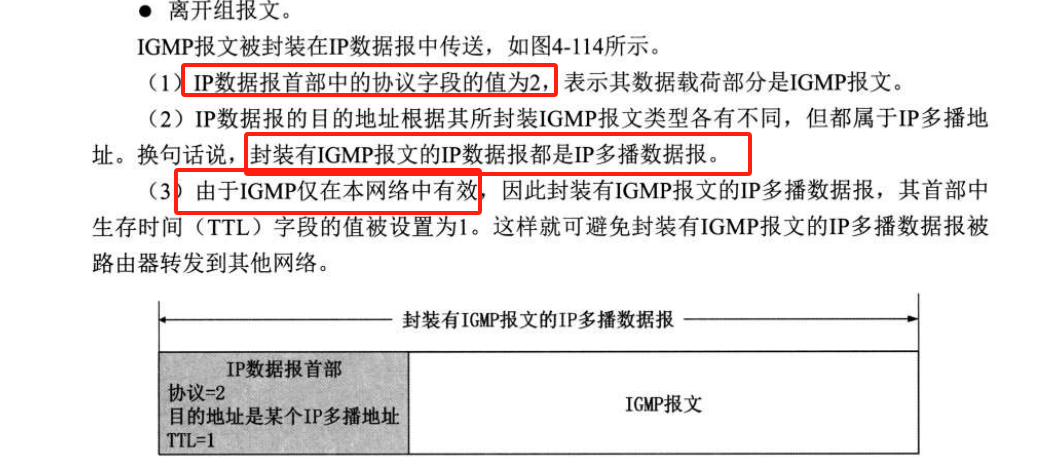 ● 离开组报文。
IGMP报文被封装在IP数据报中传送，如图4-114所示。
（1）IP数据报首部中的协议字段的值为2，表示其数据载荷部分是IGMP报文。
（2）IP数据报的目的地址根据其所封装IGMP报文类型各有不同，但都属于IP多播地
址。换句话说，封装有IGMP报文的IP数据报都是IP多播数据报。
（3）由于IGMP仅在本网络中有效，因此封装有IGMP报文的IP多播数据报，其首部中
生存时间（TTL）字段的值被设置为1。这样就可避免封装有IGMP报文的IP多播数据报被
路由器转发到其他网络。
封装有IGMP报文的IP多播数据报
IP数据报首部
协议=2
目的地址是某个IP多播地址
TTL=1
IGMP报文